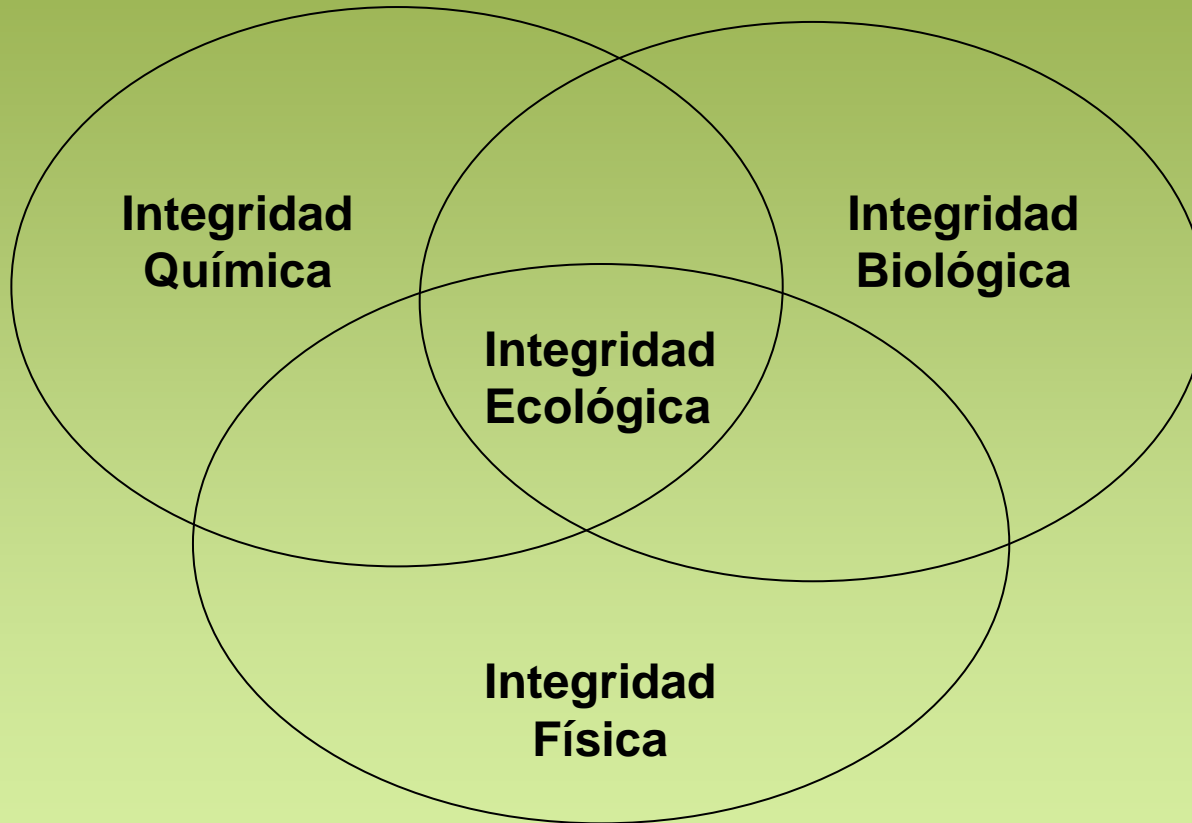 Integridad
Química
Integridad
Biológica
Integridad
Ecológica
Integridad
Física